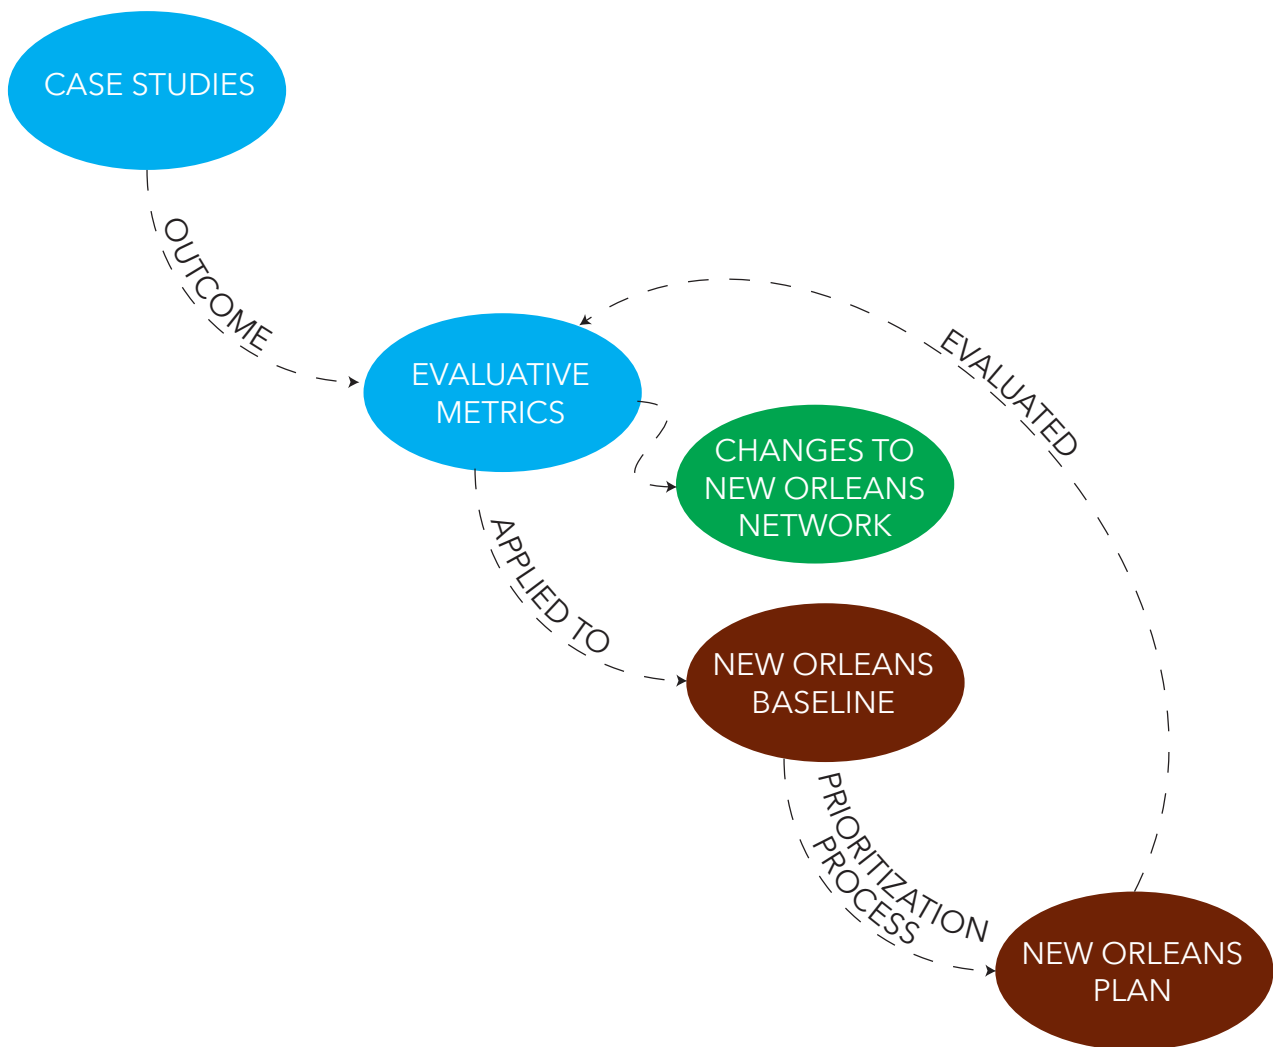 CASE STUDIES
OUTCOME
EVALUATIVE
METRICS
EVALUATED
CHANGES TO
NEW ORLEANS
NETWORK
APPLIED TO
NEW ORLEANS
BASELINE
PRIORITIZATION
PROCESS
NEW ORLEANS
PLAN